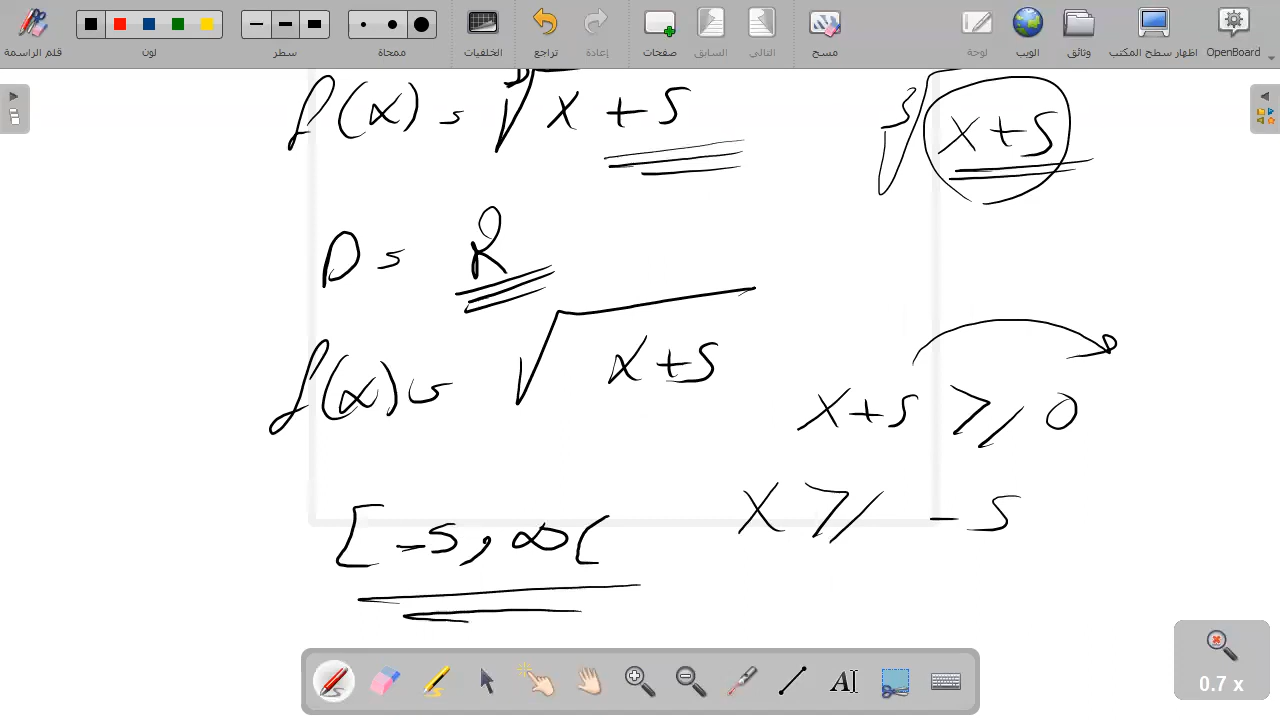 قلم الراسمة
لون
سطر
ممحاة
الخلفيات
تراجع
إعادة
صفحات
السابق
التالي
مسح
لوحة
الويب
وثائق
اظهار سطح المكتب
OpenBoard
f(x) = √x + 5
∛x+5
D = R
f(x) = √x+5
x+5 ≥ 0
x ≥ -5
[-5, ∞(
AI
0.7 x